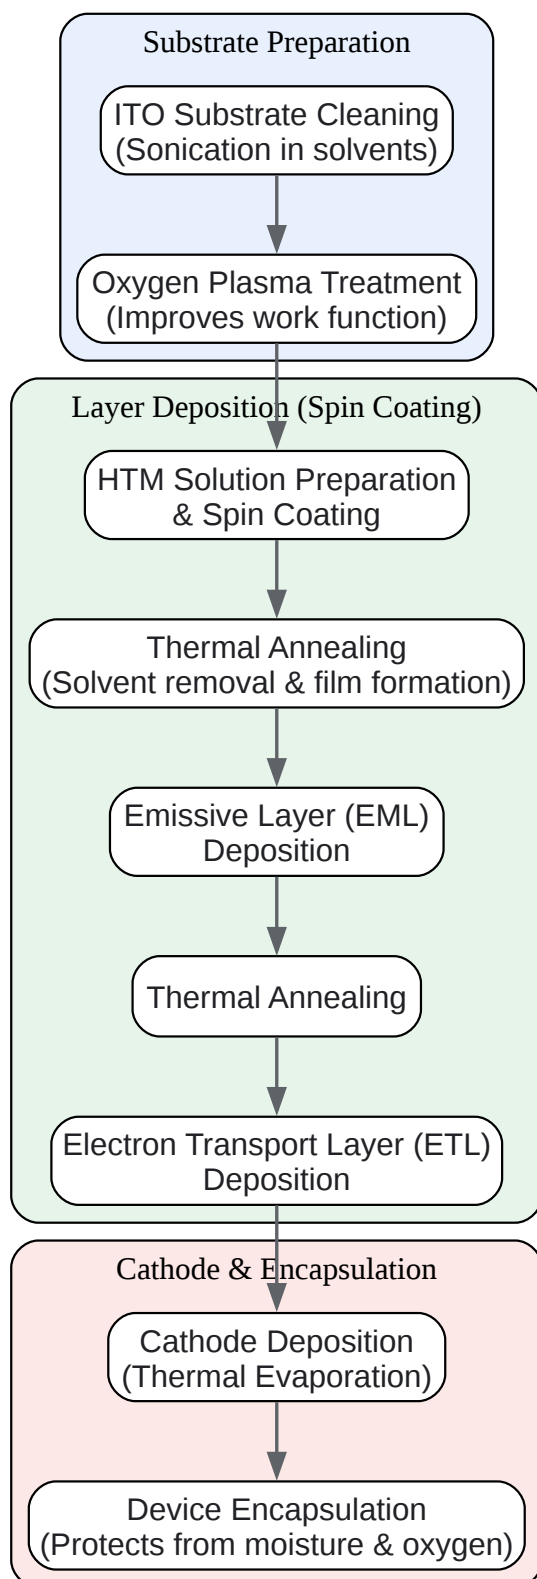 Substrate Preparation
ITO Substrate Cleaning
(Sonication in solvents)
Oxygen Plasma Treatment
(Improves work function)
Layer Deposition (Spin Coating)
HTM Solution Preparation
& Spin Coating
Thermal Annealing
(Solvent removal & film formation)
Emissive Layer (EML)
Deposition
Thermal Annealing
Electron Transport Layer (ETL)
Deposition
Cathode & Encapsulation
Cathode Deposition
(Thermal Evaporation)
Device Encapsulation
(Protects from moisture & oxygen)